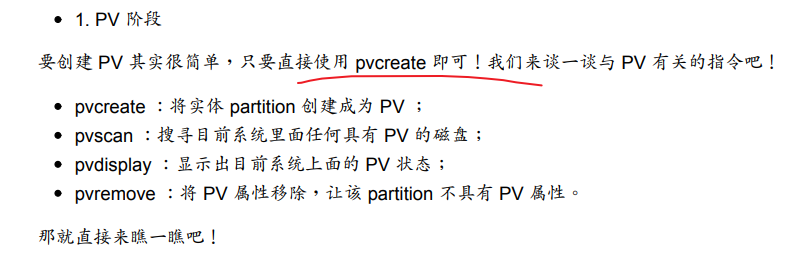 • 1. PV 阶段
要创建 PV 其实很简单，只要直接使用 pvcreate 即可！我们来谈一谈与 PV 有关的指令吧！
• pvcreate ：将实体 partition 创建成为 PV ；
• pvscan ：搜寻目前系统里面任何具有 PV 的磁盘；
• pvdisplay ：显示出目前系统上面的 PV 状态；
• pvremove ：将 PV 属性移除，让该 partition 不具有 PV 属性。
那就直接来瞧一瞧吧！